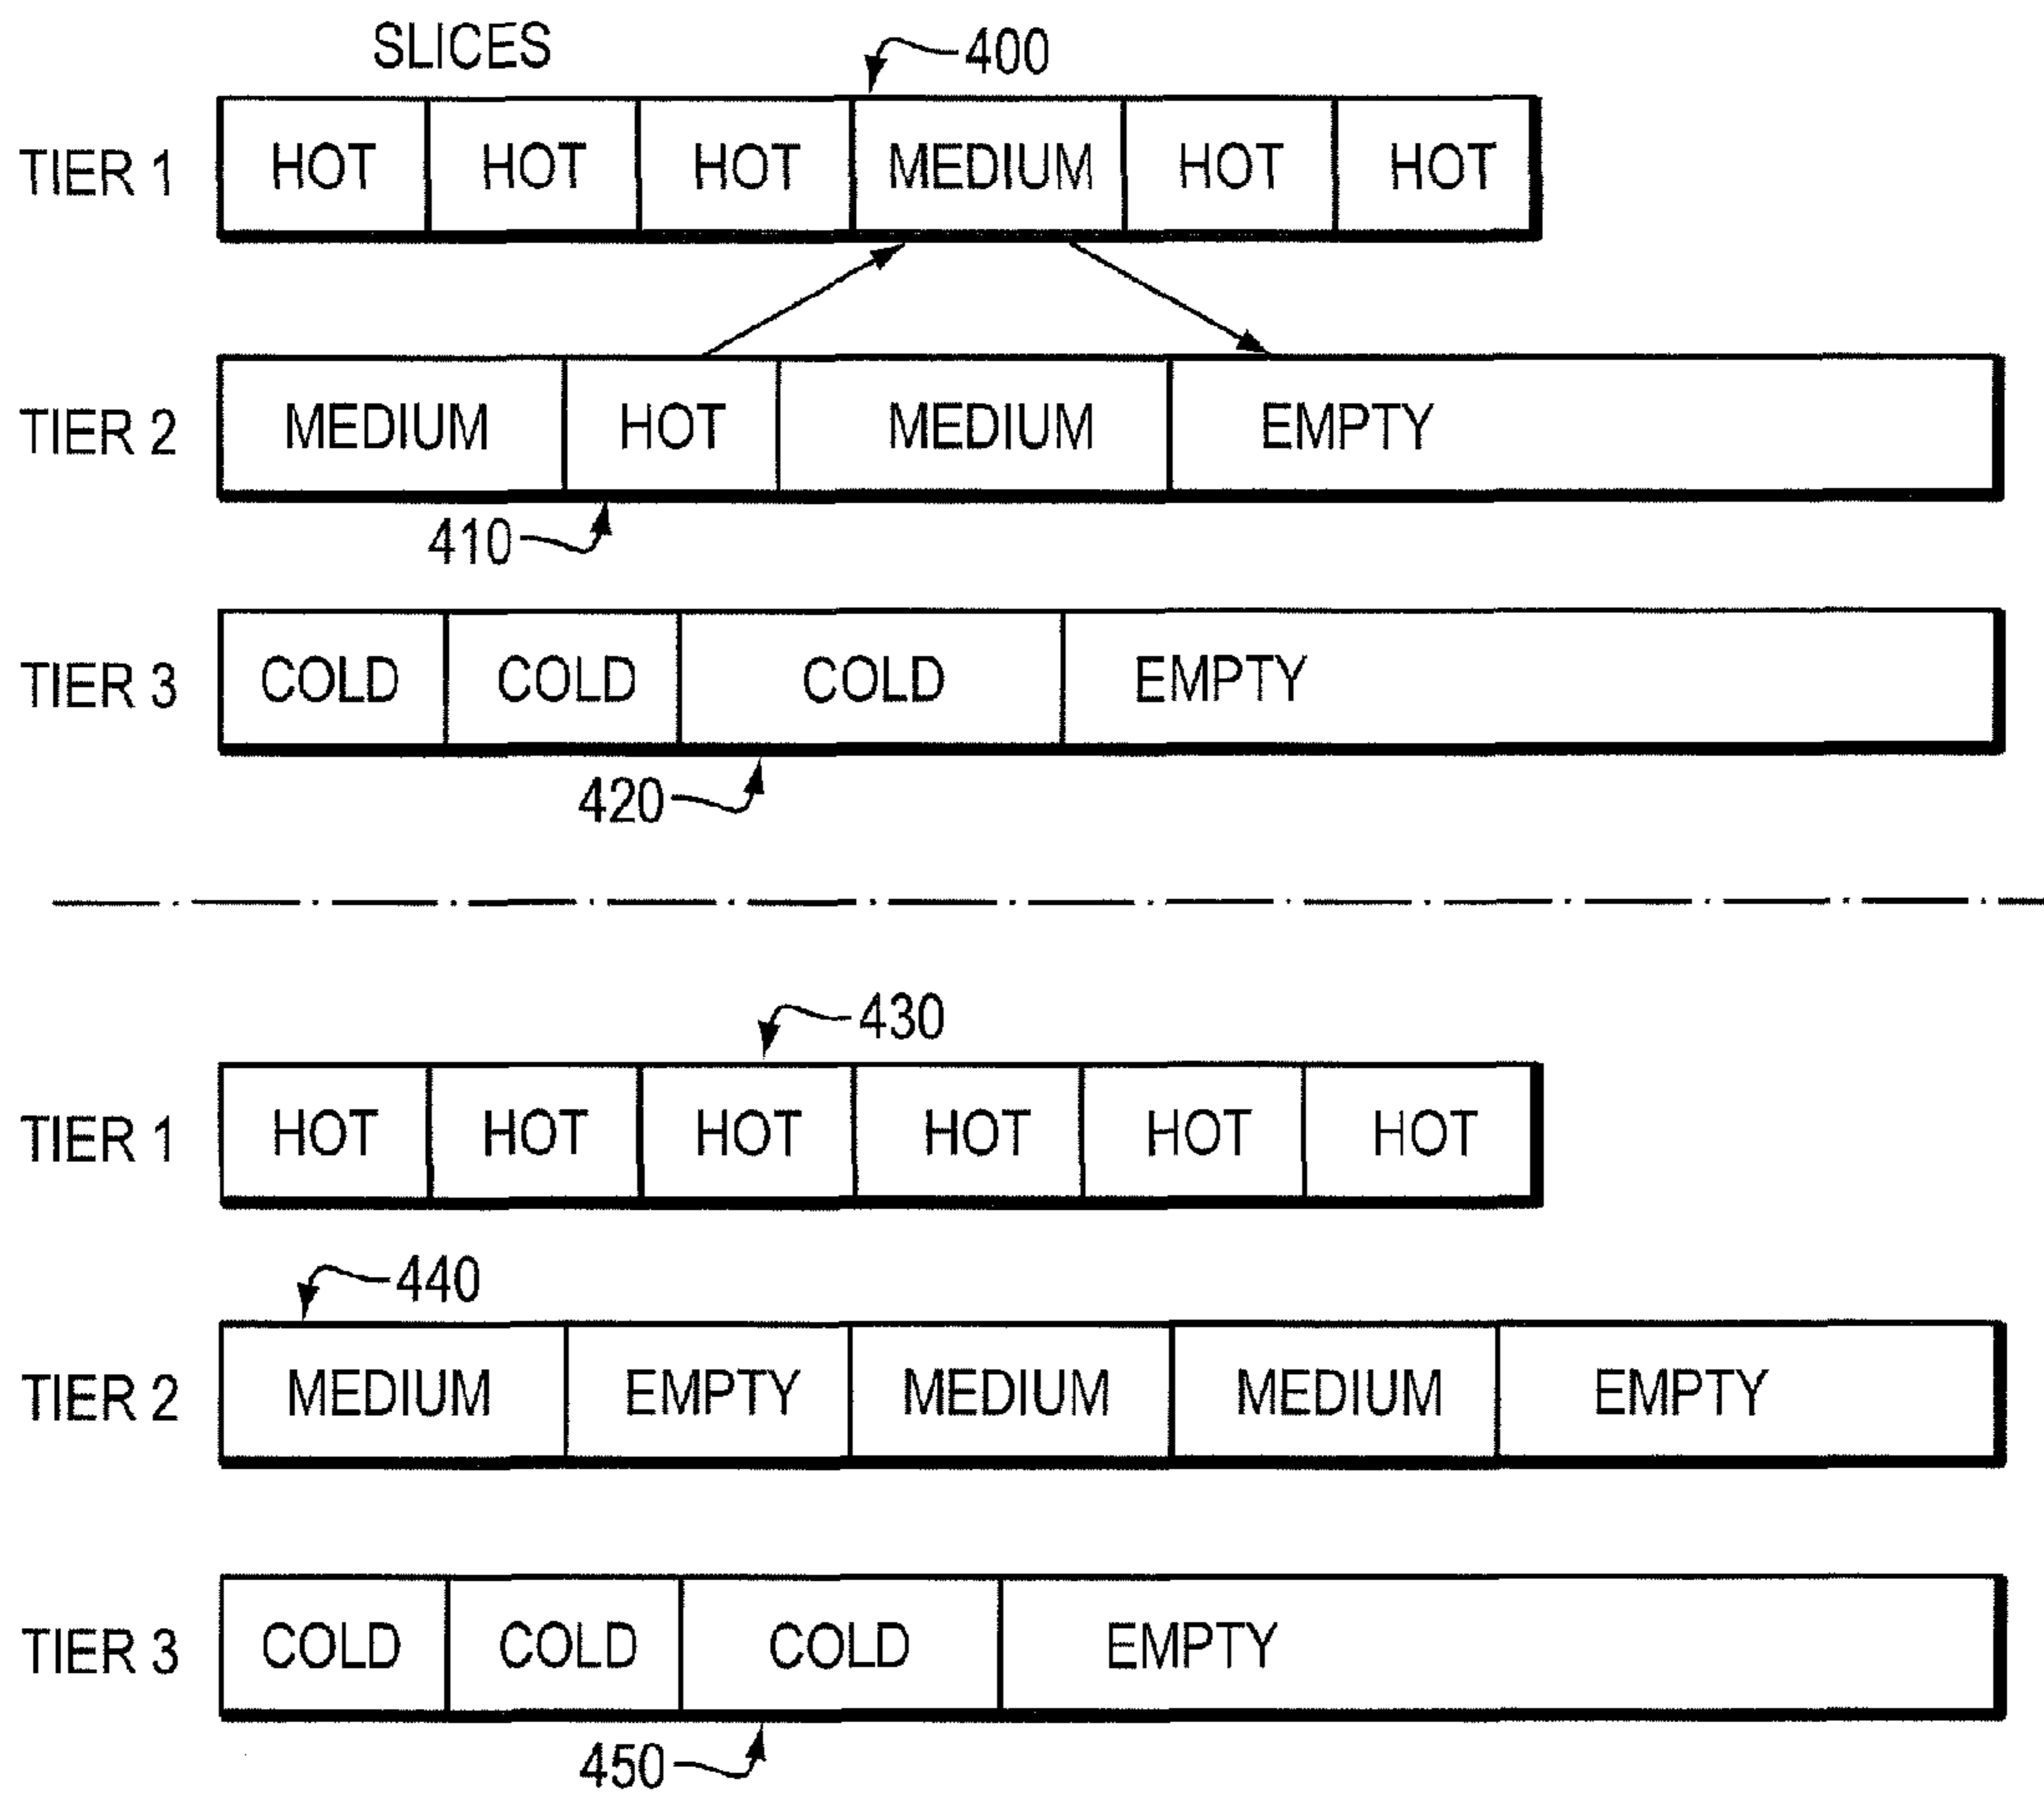 SLICES
400
TIER 1 HOT HOT HOT MEDIUM HOT HOT
TIER 2 MEDIUM HOT MEDIUM EMPTY
410
TIER 3 COLD COLD COLD EMPTY
420
430
TIER 1 HOT HOT HOT HOT HOT HOT
440
TIER 2 MEDIUM EMPTY MEDIUM MEDIUM EMPTY
TIER 3 COLD COLD COLD EMPTY
450